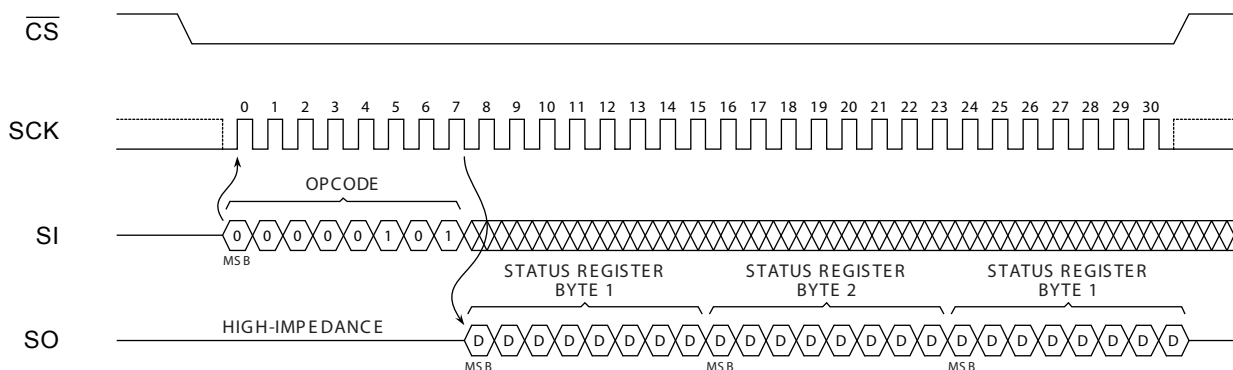 CS
SCK
0 1 2 3 4 5 6 7 8 9 10 11 12 13 14 15 16 17 18 19 20 21 22 23 24 25 26 27 28 29 30
OPCODE
SI
0 0 0 0 0 1 0 1
MSB
STATUS REGISTER
BYTE 1
STATUS REGISTER
BYTE 2
STATUS REGISTER
BYTE 1
SO
HIGH-IMPEDANCE
D D D D D D D D D D D D D D D D D D D D D D D D
MSB MSB MSB